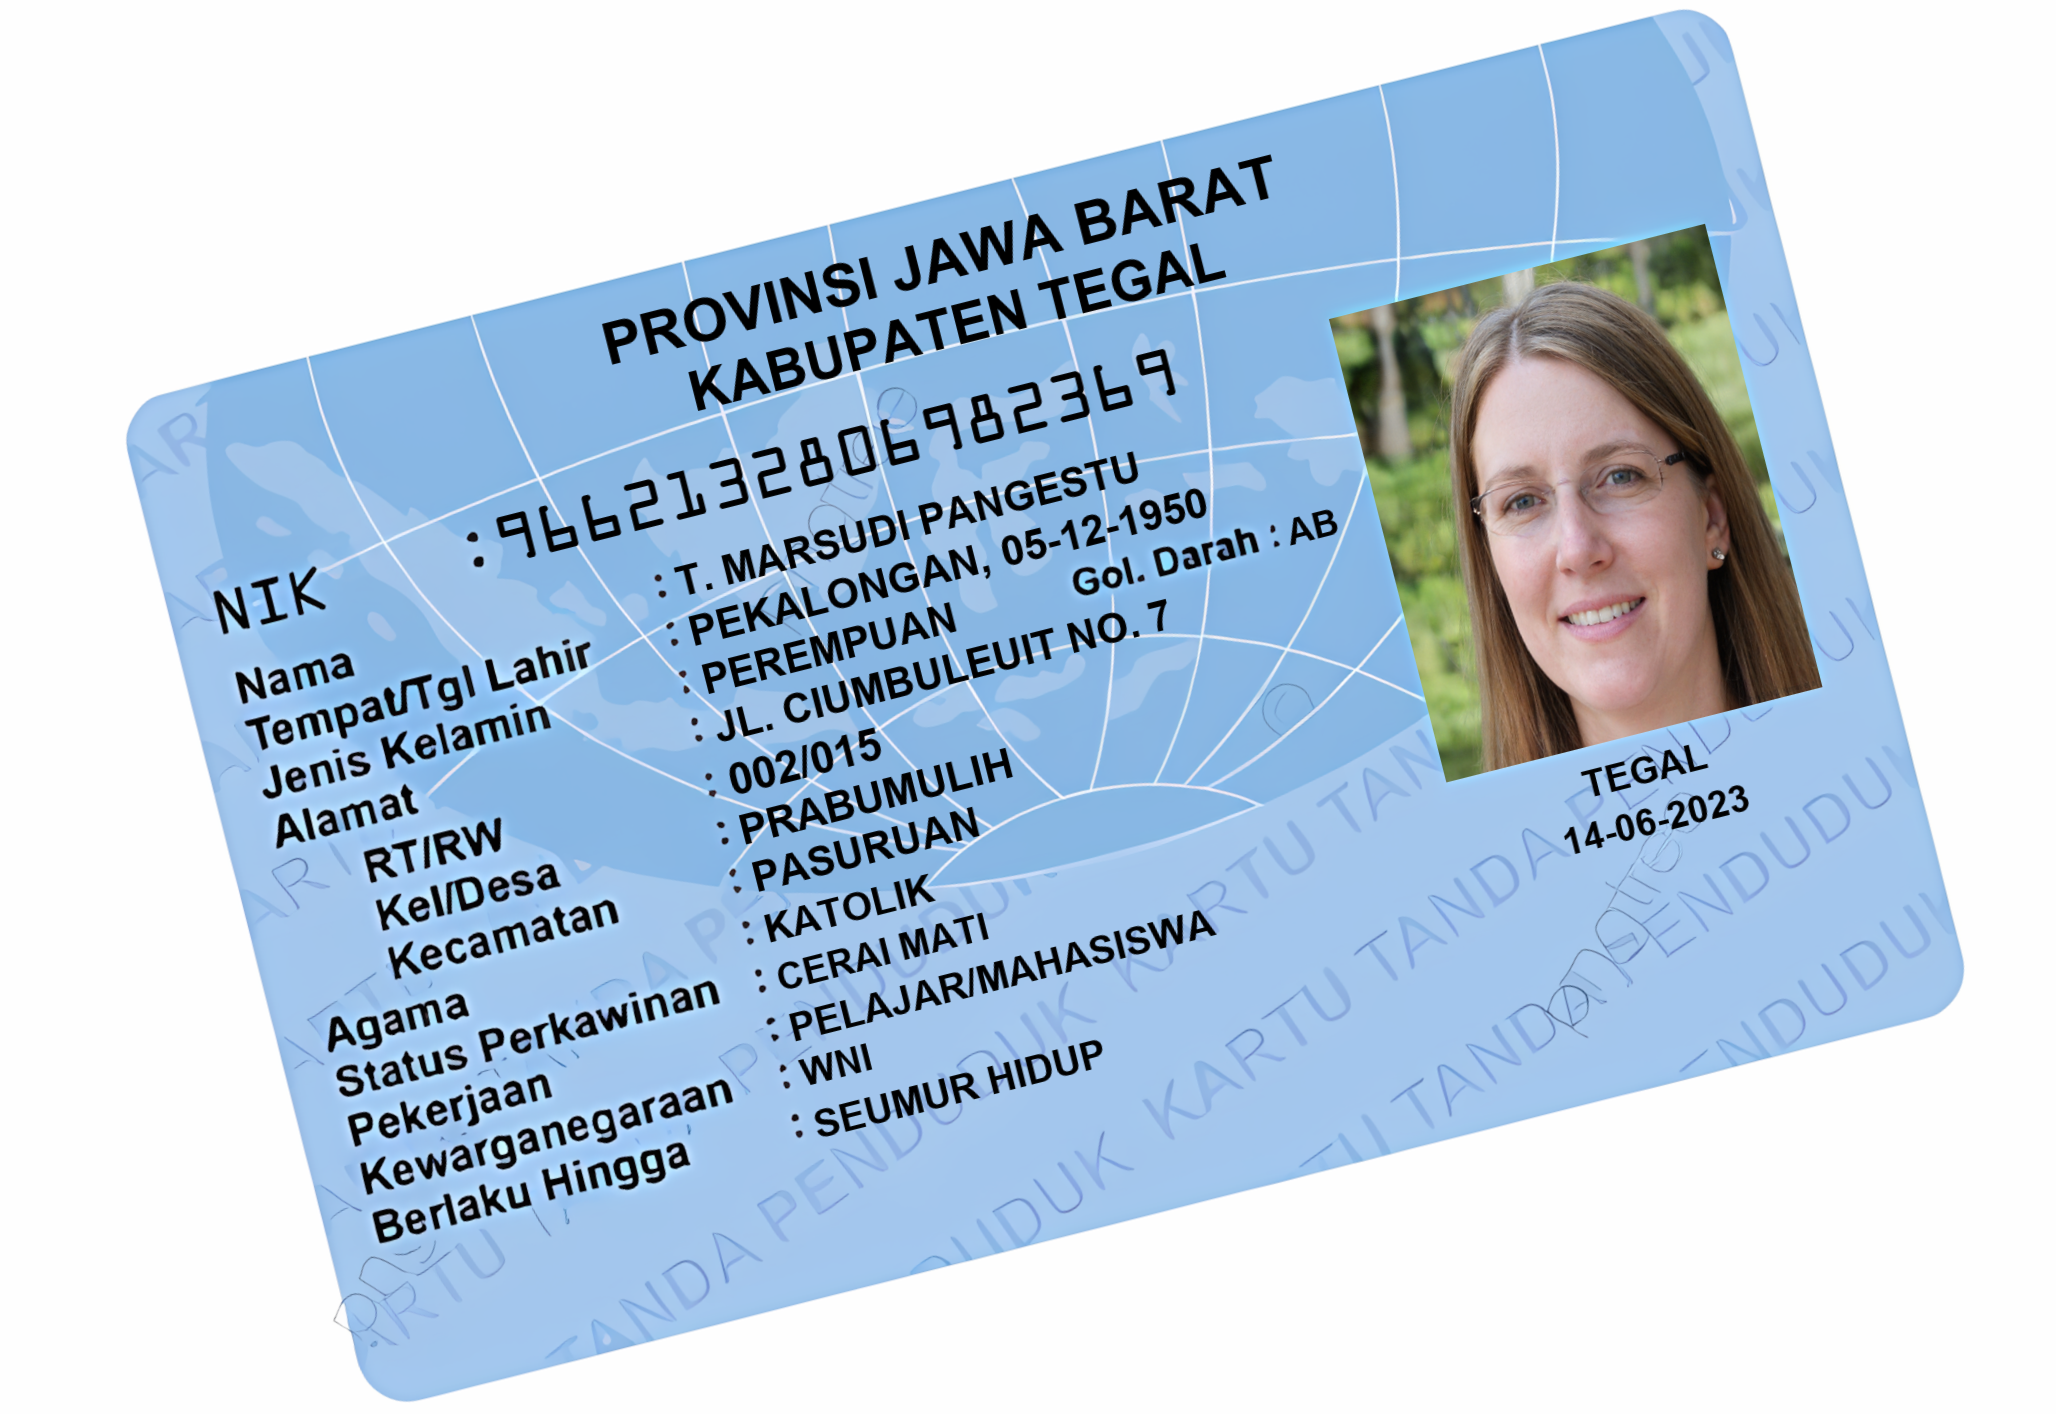 PROVINSI JAWA BARAT
KABUPATEN TEGAL
NIK : 9662132806982369
Nama : T. MARSUDI PANGESTU
Tempat/Tgl Lahir : PEKALONGAN, 05-12-1950
Jenis Kelamin : PEREMPUAN Gol. Darah : AB
Alamat : JL. CIUMBULEUIT NO. 7
RT/RW : 002/015
Kel/Desa : PRABUMULIH
Kecamatan : PASURUAN
Agama : KATOLIK
Status Perkawinan : CERAI MATI
Pekerjaan : PELAJAR/MAHASISWA
Kewarganegaraan : WNI
Berlaku Hingga : SEUMUR HIDUP
TEGAL
14-06-2023